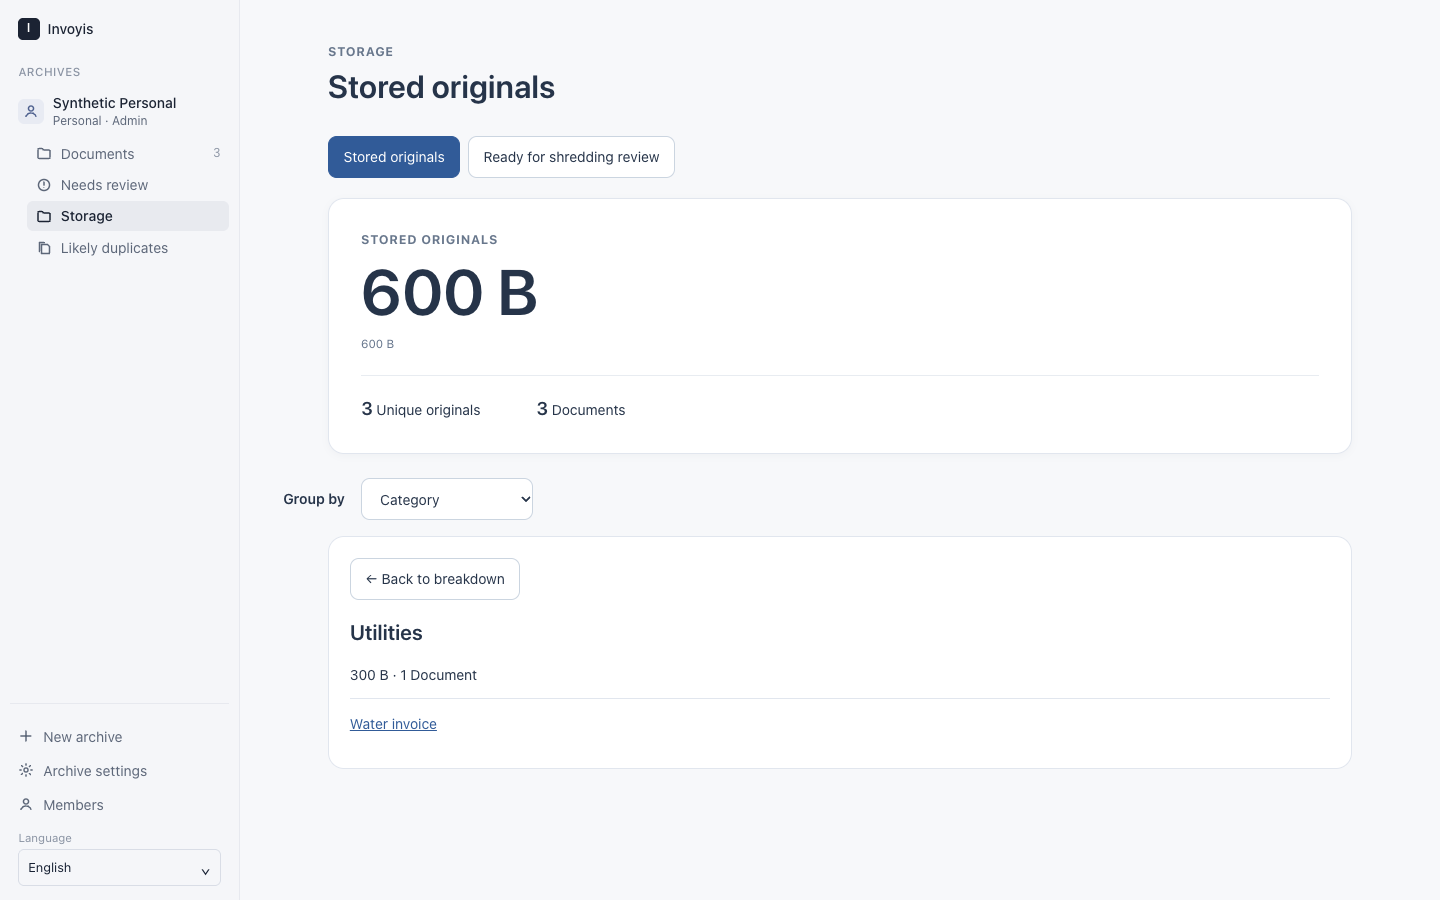 I Invoyis
ARCHIVES
Synthetic Personal
Personal · Admin
Documents 3
Needs review
Storage
Likely duplicates
New archive
Archive settings
Members
Language
English
STORAGE
Stored originals
Stored originals Ready for shredding review
STORED ORIGINALS
600 B
600 B
3 Unique originals 3 Documents
Group by Category
← Back to breakdown
Utilities
300 B · 1 Document
Water invoice